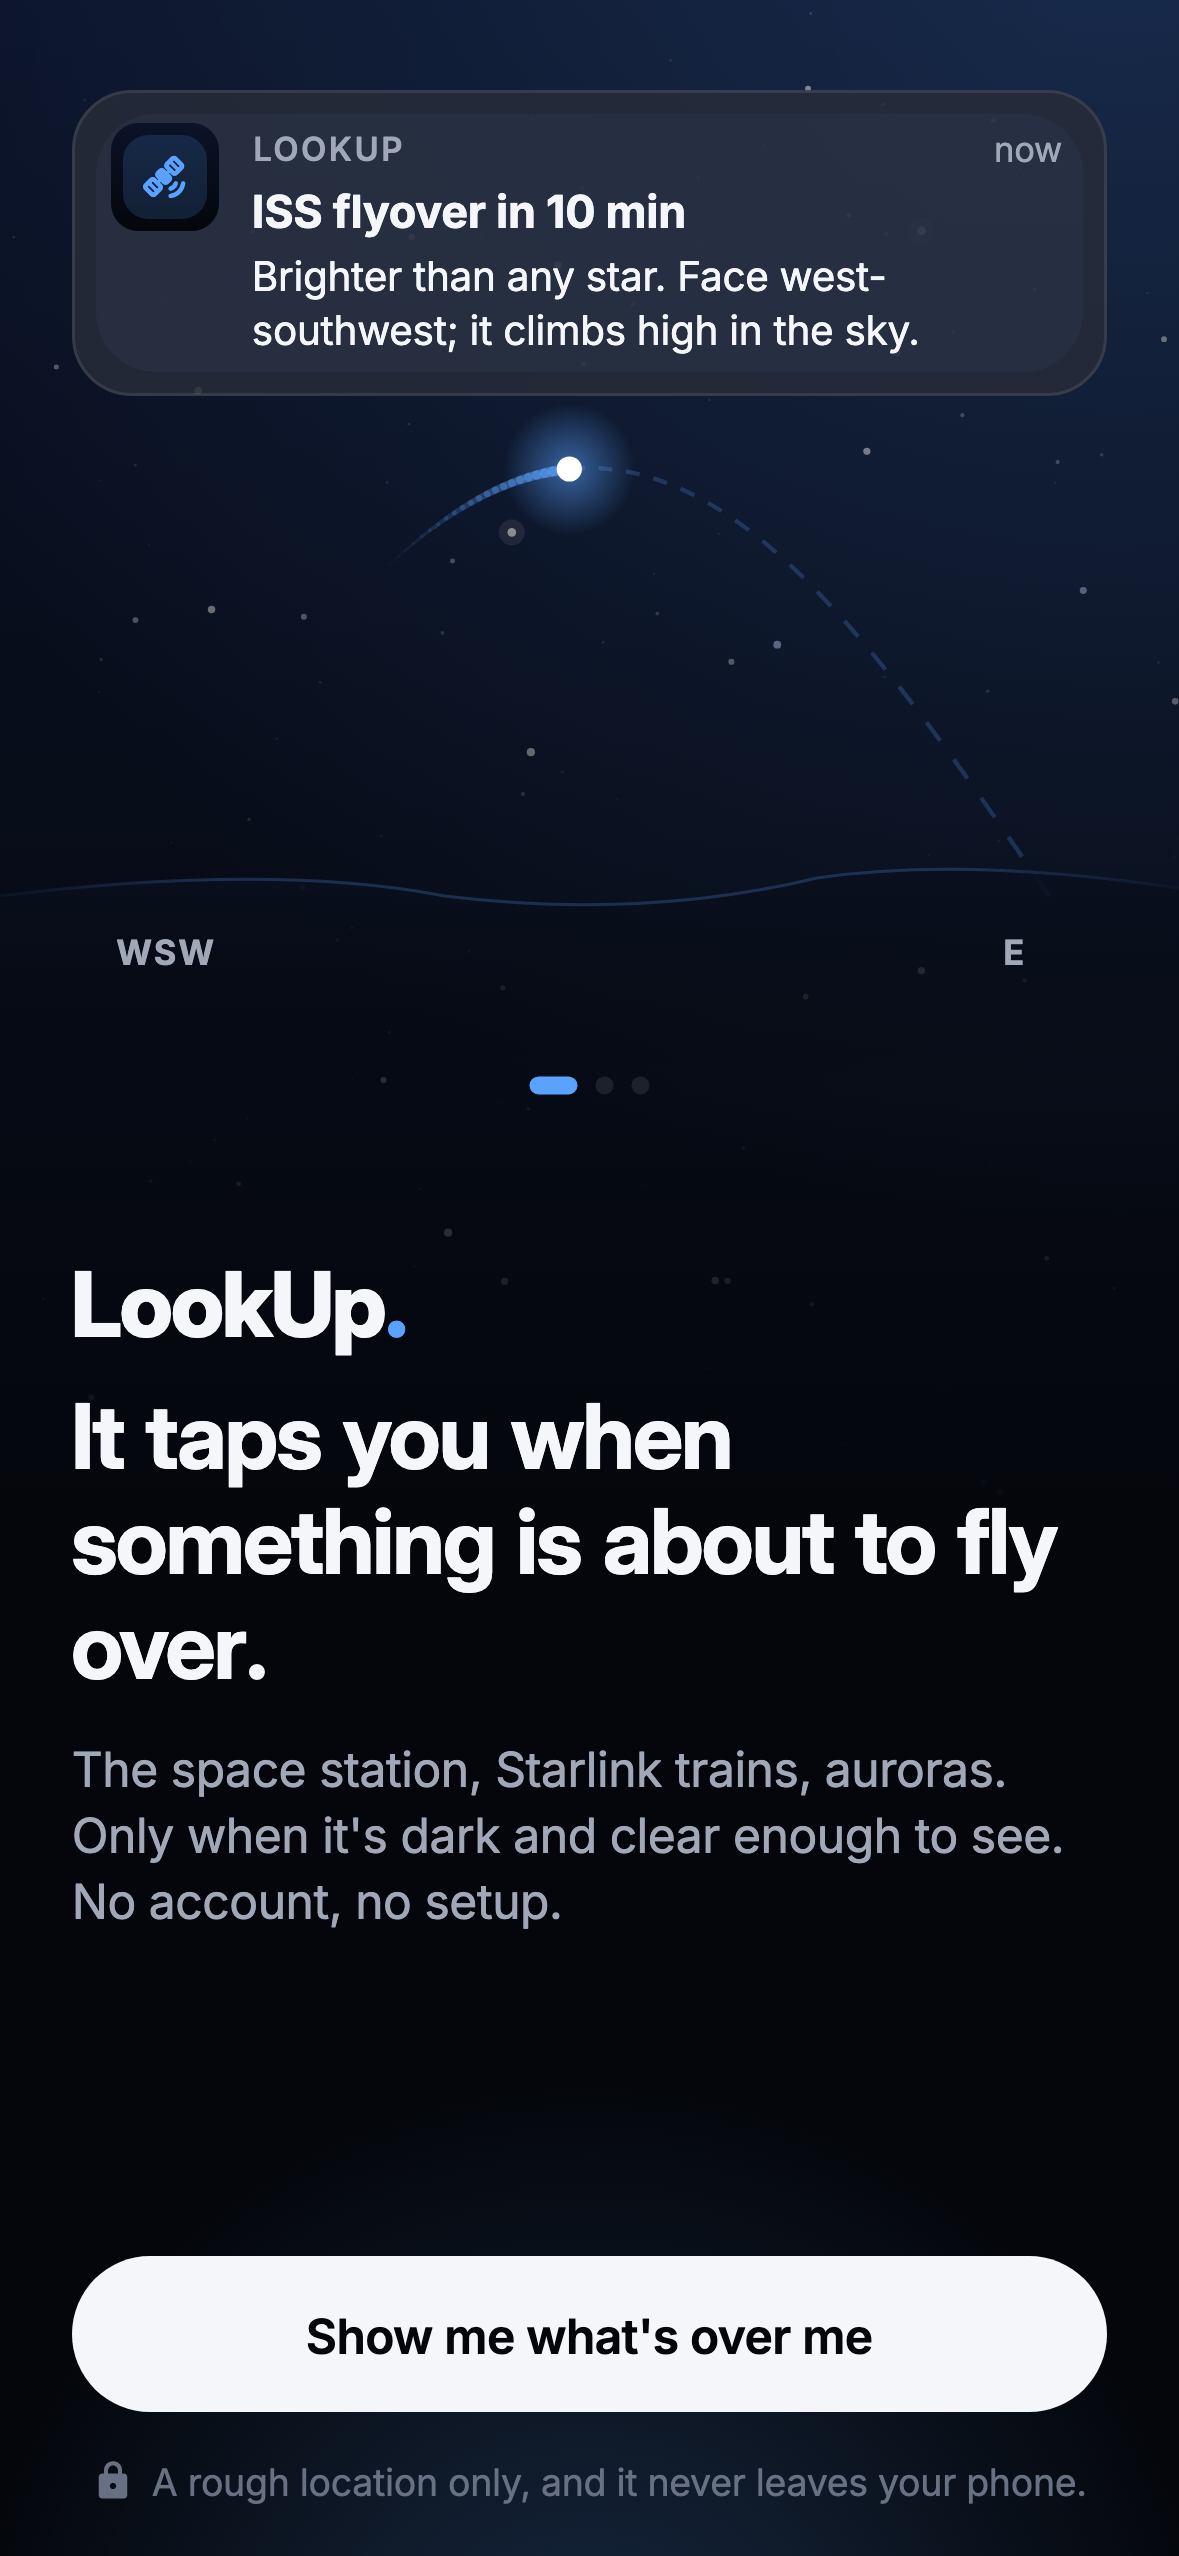 LOOKUP
now
ISS flyover in 10 min
Brighter than any star. Face west-
southwest; it climbs high in the sky.
WSW
E
LookUp.
It taps you when
something is about to fly
over.
The space station, Starlink trains, auroras.
Only when it's dark and clear enough to see.
No account, no setup.
Show me what's over me
A rough location only, and it never leaves your phone.